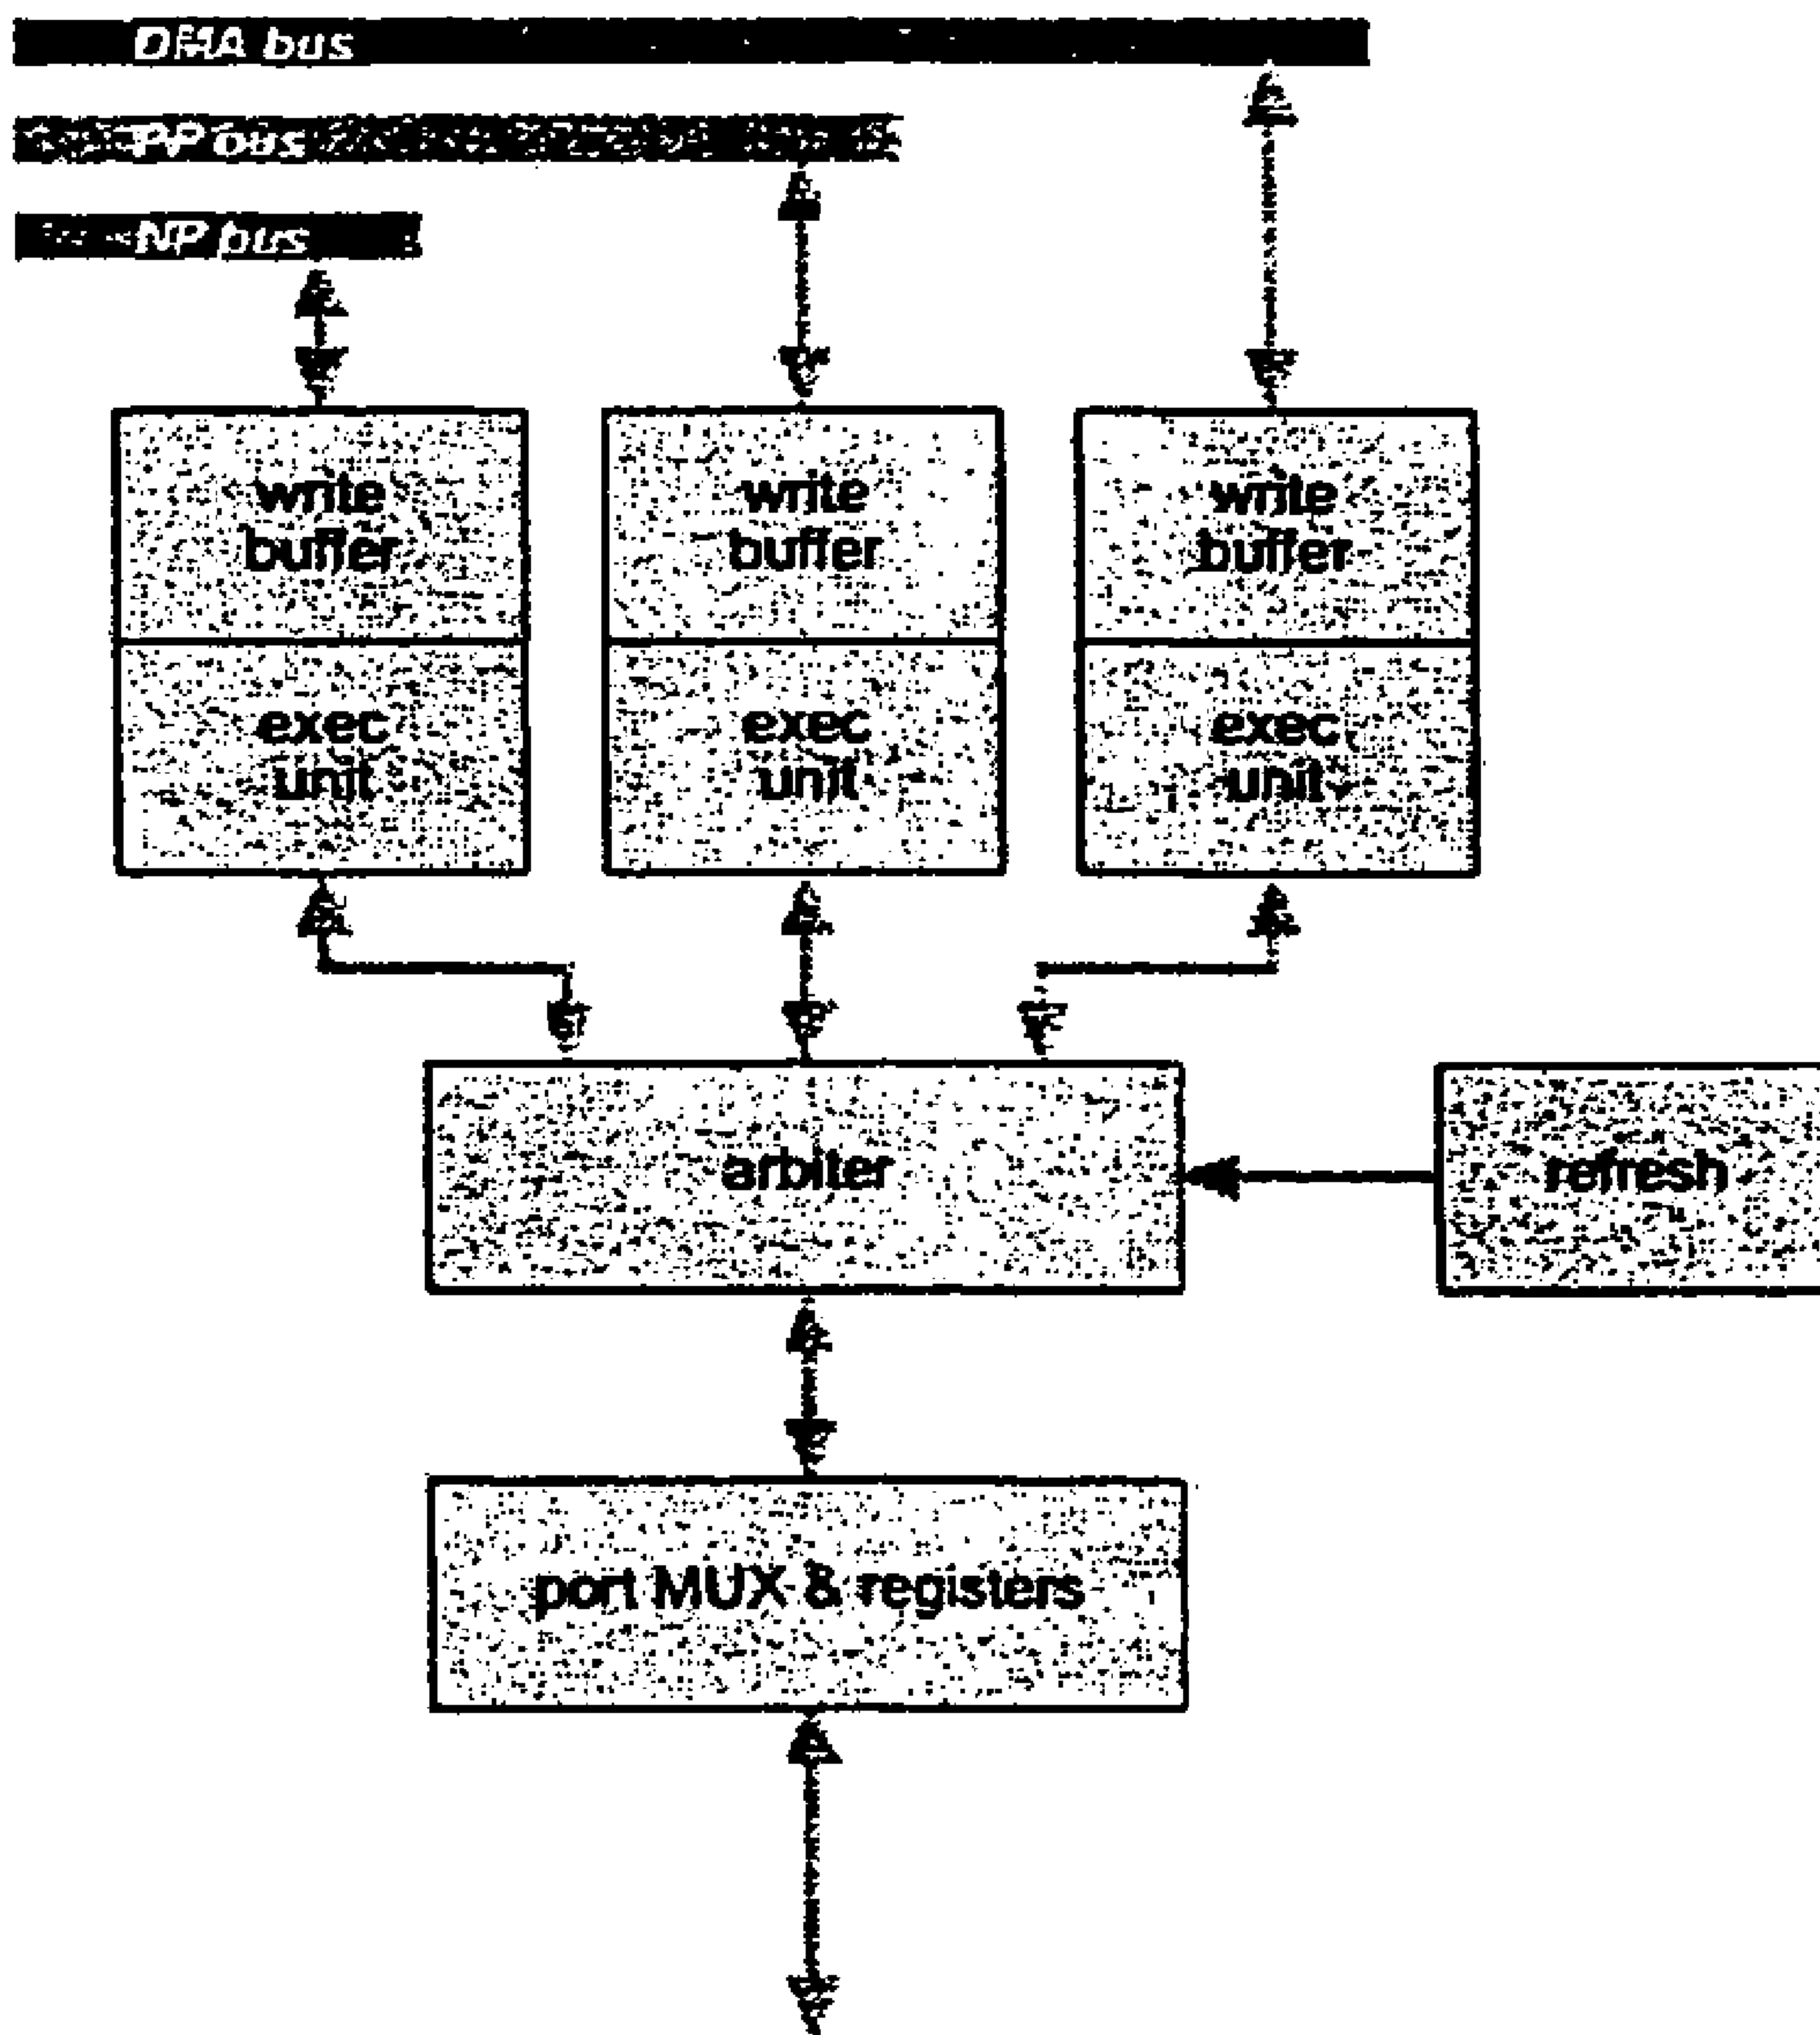 DMA bus
PP bus
NP bus
write
buffer
write
buffer
write
buffer
exec
unit
exec
unit
exec
unit
arbiter
refresh
port MUX & registers